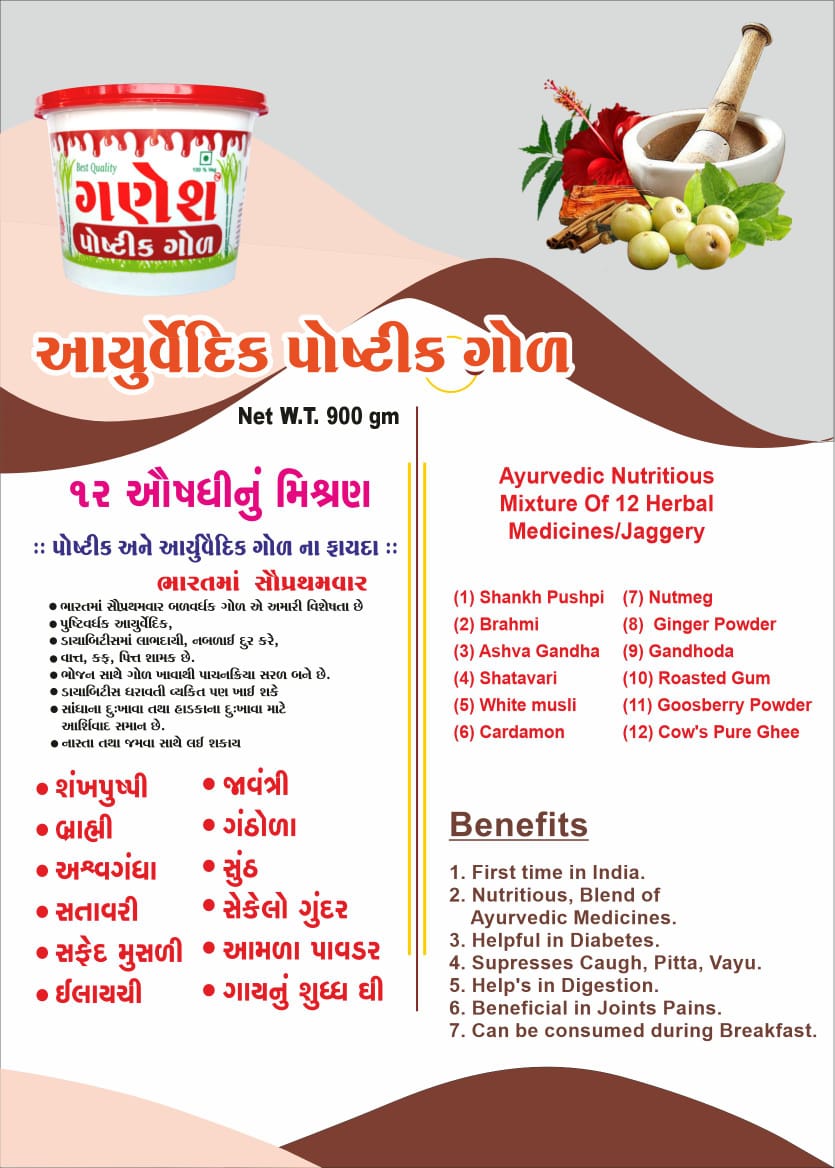 Best Quality
100 % Veg
ગણેશ
પોષ્ટીક ગોળ
આયુર્વેદિક પોષ્ટીક ગોળ
Net W.T. 900 gm
૧૨ ઔષધીનું મિશ્રણ
:: પોષ્ટીક અને આર્યુવૈદિક ગોળ ના ફાયદા ::
ભારતમાં સૌપ્રથમવાર
• ભારતમાં સૌપ્રથમવાર બળવર્ધક ગોળ એ અમારી વિશેષતા છે
• પુષ્ટિવર્ધક આયુર્વેદિક,
• ડાયાબિટીસમાં લાભદાયી, નબળાઈ દુર કરે,
• વાત્ત, કફ, પિત્ત શામક છે.
• ભોજન સાથે ગોળ ખાવાથી પાચનકિયા સરળ બને છે.
• ડાયાબિટીસ ધરાવતી વ્યકિત પણ ખાઈ શકે
• સાંધાના દુઃખાવા તથા હાડકાના દુઃખાવા માટે
આર્શિવાદ સમાન છે.
• નાસ્તા તથા જમવા સાથે લઈ શકાય
• શંખપુષ્પી
• બ્રાહ્મી
• અશ્વગંધા
• સતાવરી
• સફેદ મુસળી
• ઈલાયચી
• જાવંત્રી
• ગંઠોળા
• સુંઠ
• સેકેલો ગુંદર
• આમળા પાવડર
• ગાયનું શુધ્ધ ઘી
Ayurvedic Nutritious
Mixture Of 12 Herbal
Medicines/Jaggery
(1) Shankh Pushpi
(2) Brahmi
(3) Ashva Gandha
(4) Shatavari
(5) White musli
(6) Cardamon
(7) Nutmeg
(8) Ginger Powder
(9) Gandhoda
(10) Roasted Gum
(11) Goosberry Powder
(12) Cow's Pure Ghee
Benefits
1. First time in India.
2. Nutritious, Blend of
Ayurvedic Medicines.
3. Helpful in Diabetes.
4. Supresses Caugh, Pitta, Vayu.
5. Help's in Digestion.
6. Beneficial in Joints Pains.
7. Can be consumed during Breakfast.